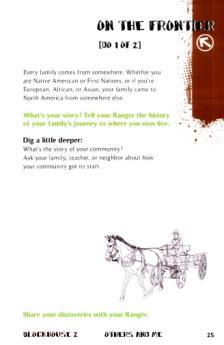 ON THE FRONTIER
[DO 1 OF 2]
Every family comes from somewhere. Whether you
are Native American or First Nations, or if you're
European, African, or Asian, your family came to
North America from somewhere else.
What's your story? Tell your Ranger the history
of your family's journey to where you now live.
Dig a little deeper:
What's the story of your community?
Ask your family, teacher, or neighbor about how
your community got its start.
Share your discoveries with your Ranger.
BLOCKHOUSE 2 OTHERS AND ME 25